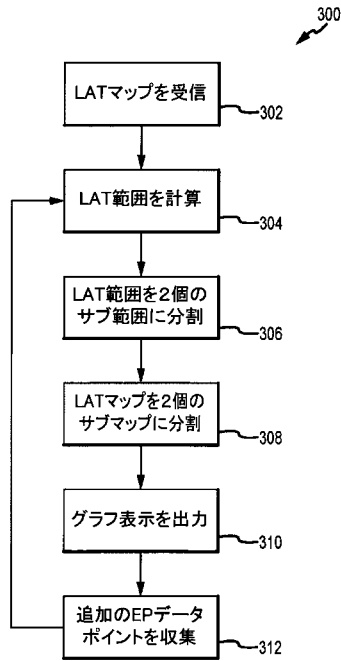 300
LATマップを受信
302
LAT範囲を計算
304
LAT範囲を2個の
サブ範囲に分割
306
LATマップを2個の
サブマップに分割
308
グラフ表示を出力
310
追加のEPデータ
ポイントを収集
312